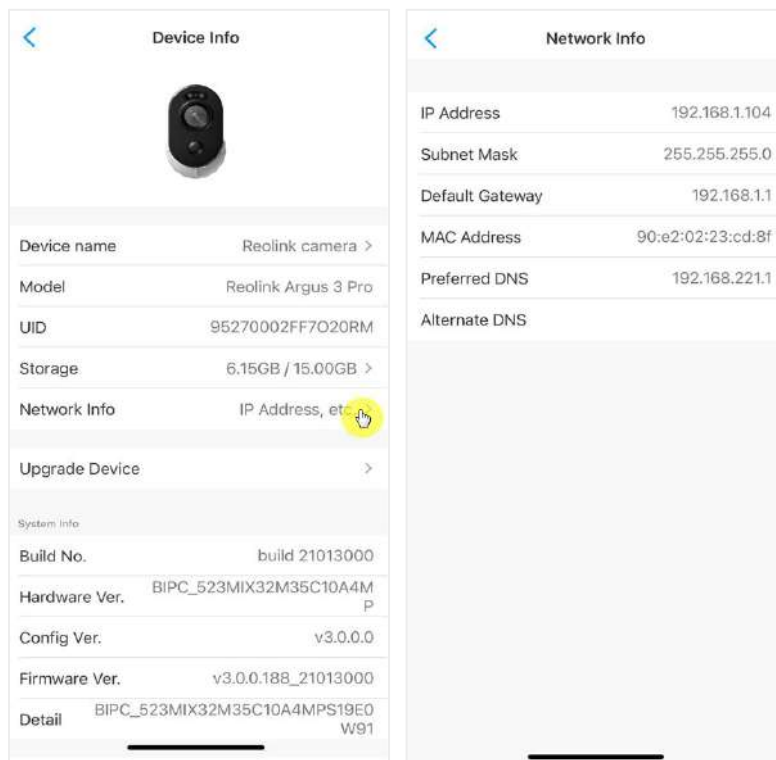 Device Info
Device name Reolink camera >
Model Reolink Argus 3 Pro
UID 95270002FF7O20RM
Storage 6.15GB / 15.00GB >
Network Info IP Address, etc. >
Upgrade Device >
System Info
Build No. build 21013000
Hardware Ver. BIPC_523MIX32M35C10A4M
P
Config Ver. v3.0.0.0
Firmware Ver. v3.0.0.188_21013000
Detail BIPC_523MIX32M35C10A4MPS19E0
W91
Network Info
IP Address 192.168.1.104
Subnet Mask 255.255.255.0
Default Gateway 192.168.1.1
MAC Address 90:e2:02:23:cd:8f
Preferred DNS 192.168.221.1
Alternate DNS